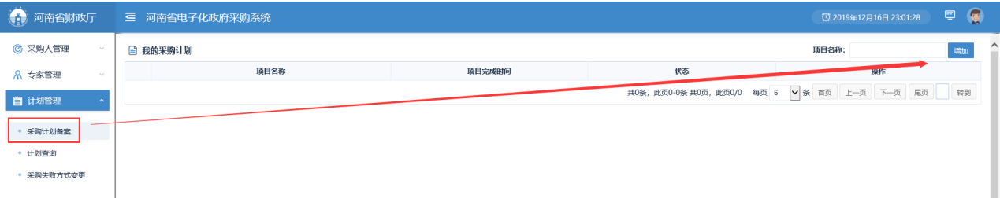 河南省财政厅
河南省电子化政府采购系统
2019年12月16日 23:01:28
采购人管理
专家管理
计划管理
采购计划备案
计划查询
采购失败方式变更
我的采购计划
项目名称:
增加
项目名称 项目完成时间 状态 操作
共0条，此页0-0条 共0页，此页0/0 每页 6 条 首页 上一页 下一页 尾页 转到